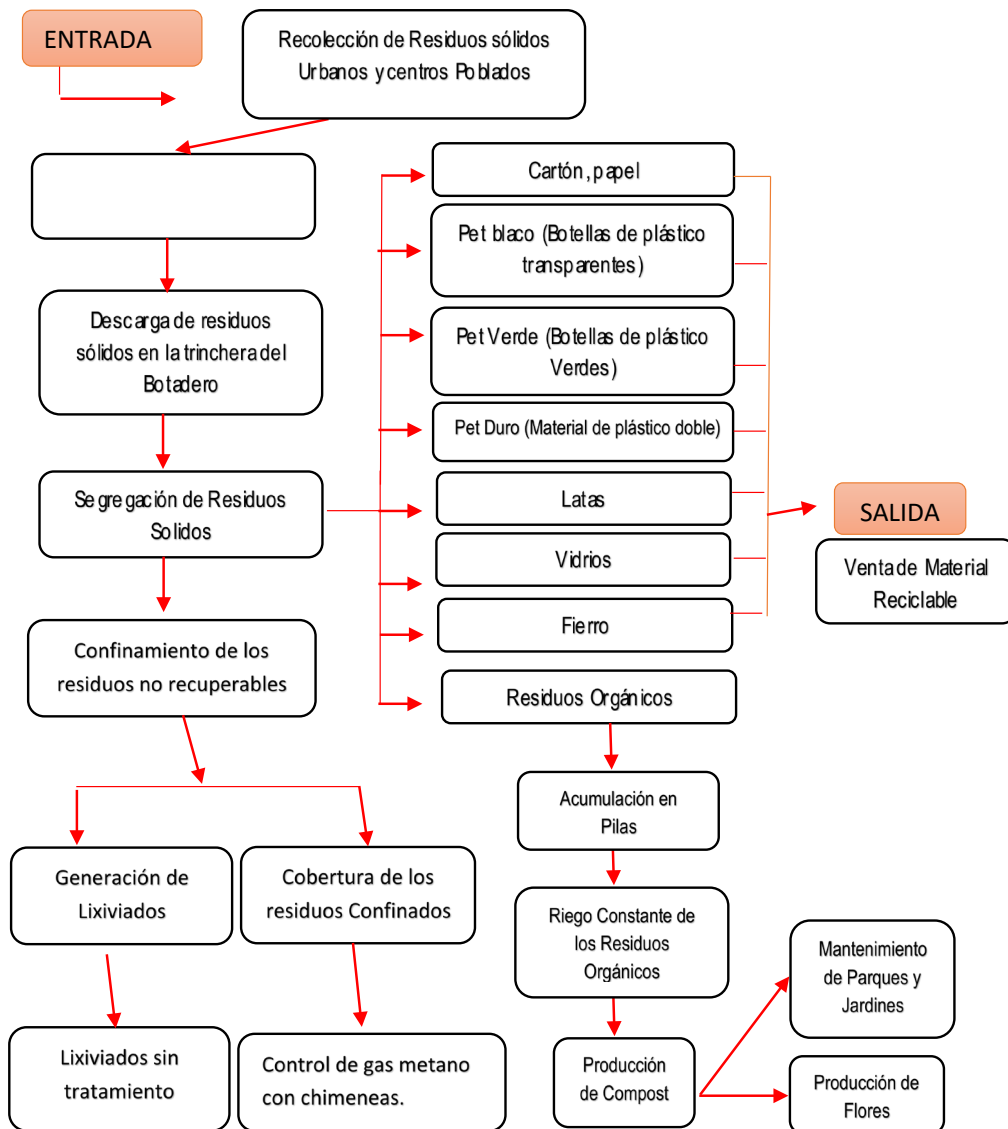 ENTRADA
Recolección de Residuos sólidos
Urbanos y centros Poblados
Descarga de residuos
sólidos en la trinchera del
Botadero
Segregación de Residuos
Solidos
Confinamiento de los
residuos no recuperables
Generación de
Lixiviados
Cobertura de los
residuos Confinados
Lixiviados sin
tratamiento
Control de gas metano
con chimeneas.
Cartón, papel
Pet blaco (Botellas de plástico
transparentes)
Pet Verde (Botellas de plástico
Verdes)
Pet Duro (Material de plástico doble)
Latas
Vidrios
Fierro
Residuos Orgánicos
Acumulación en
Pilas
Riego Constante de
los Residuos
Orgánicos
Producción
de Compost
SALIDA
Venta de Material
Reciclable
Mantenimiento
de Parques y
Jardines
Producción de
Flores